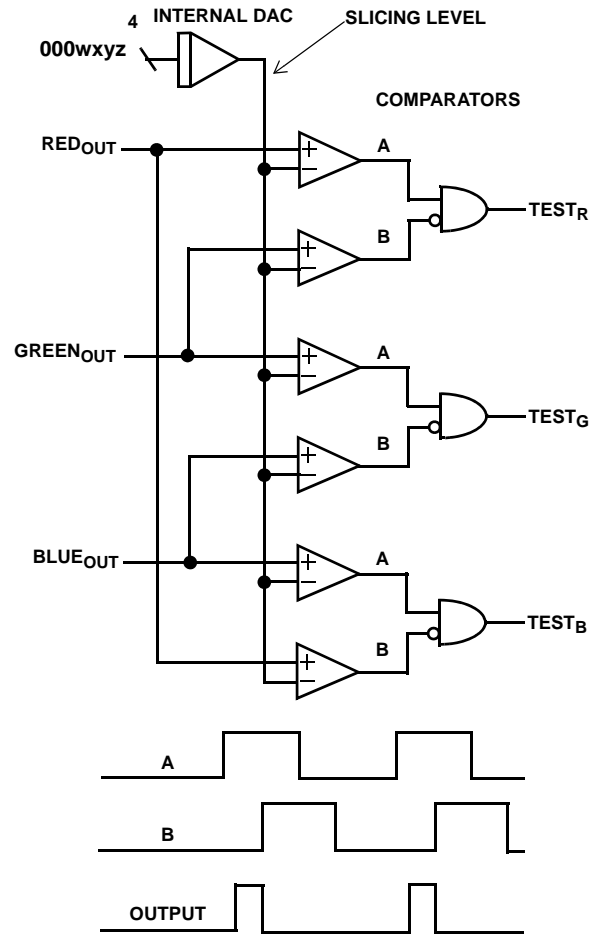 4 INTERNAL DAC
SLICING LEVEL
000wxyz
COMPARATORS
REDOUT
+
−
A
TESTR
+
−
B
GREENOUT
+
−
A
TESTG
+
−
B
BLUEOUT
+
−
A
TESTB
+
−
B
A
B
OUTPUT